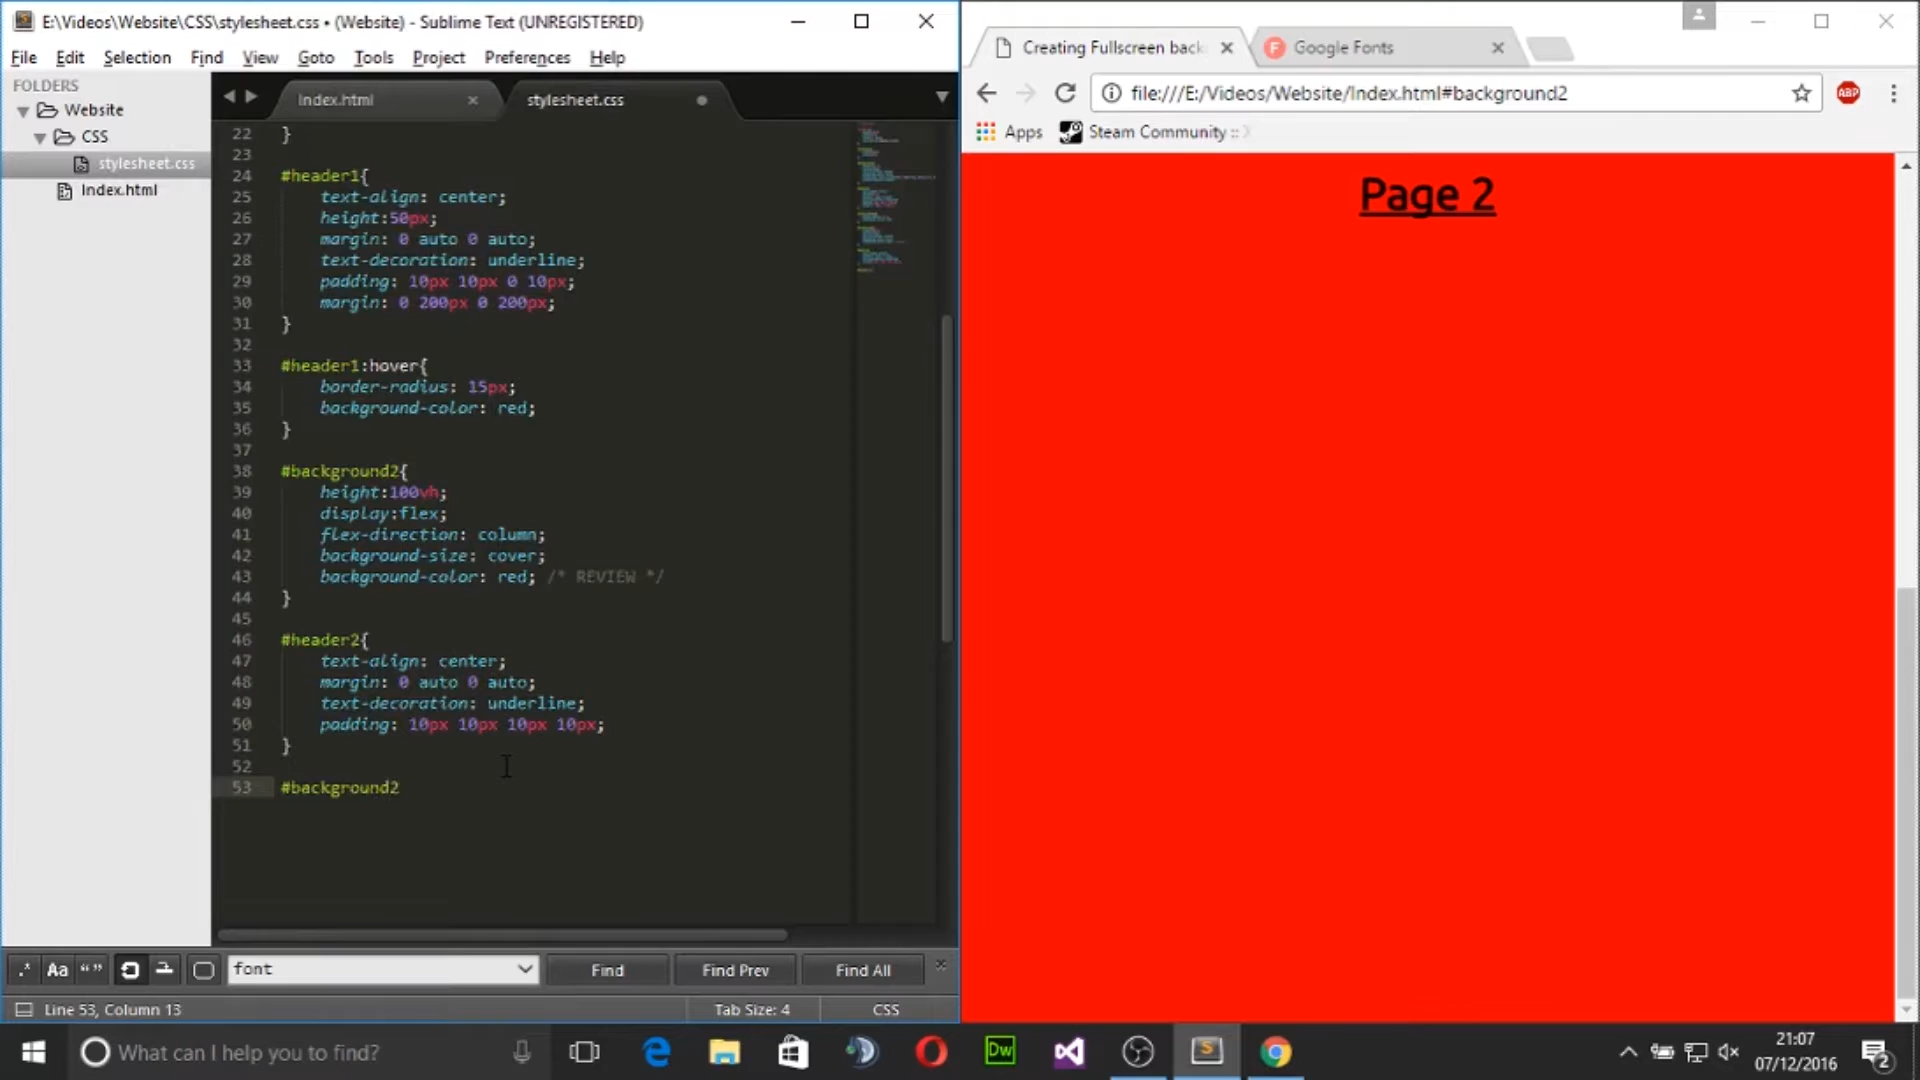 E:\Videos\Website\CSS\stylesheet.css • (Website) - Sublime Text (UNREGISTERED)
File Edit Selection Find View Goto Tools Project Preferences Help
FOLDERS
Website
CSS
stylesheet.css
Index.html
Index.html
stylesheet.css
22 }
23
24 #header1{
25 text-align: center;
26 height:50px;
27 margin: 0 auto 0 auto;
28 text-decoration: underline;
29 padding: 10px 10px 0 10px;
30 margin: 0 200px 0 200px;
31 }
32
33 #header1:hover{
34 border-radius: 15px;
35 background-color: red;
36 }
37
38 #background2{
39 height:100vh;
40 display:flex;
41 flex-direction: column;
42 background-size: cover;
43 background-color: red; /* REVIEW */
44 }
45
46 #header2{
47 text-align: center;
48 margin: 0 auto 0 auto;
49 text-decoration: underline;
50 padding: 10px 10px 10px 10px;
51 }
52
53 #background2
.* Aa “” font Find Find Prev Find All
Line 53, Column 13 Tab Size: 4 CSS
Creating Fullscreen back
Google Fonts
file:///E:/Videos/Website/Index.html#background2
ABP
Apps Steam Community ::
Page 2
What can I help you to find?
Dw
S
21:07
07/12/2016
2